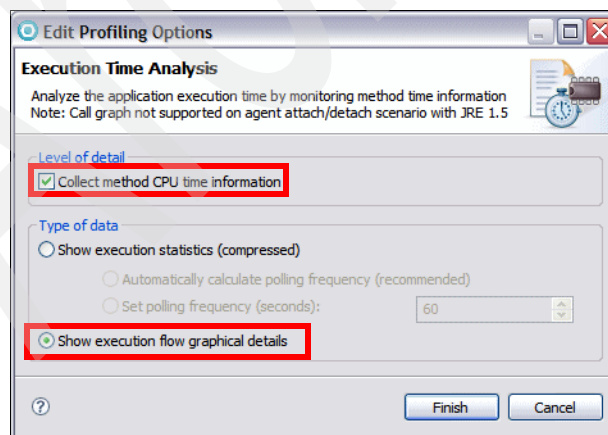 Edit Profiling Options
Execution Time Analysis
Analyze the application execution time by monitoring method time information
Note: Call graph not supported on agent attach/detach scenario with JRE 1.5
Level of detail
Collect method CPU time information
Type of data
Show execution statistics (compressed)
Automatically calculate polling frequency (recommended)
Set polling frequency (seconds): 60
Show execution flow graphical details
? Finish Cancel